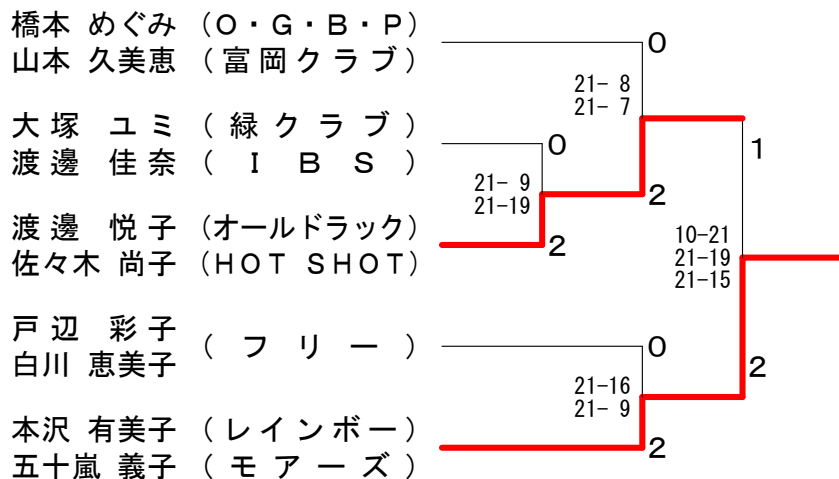 橋本 めぐみ (O・G・B・P)
山本 久美恵 (富岡クラブ)
0
21- 8
21- 7
大塚 ユミ (緑クラブ)
渡邊 佳奈 (IBS)
0
1
21- 9
21-19
2
2
渡邊 悦子 (オールドラック)
佐々木 尚子 (HOT SHOT)
10-21
21-19
21-15
戸辺 彩子
白川 恵美子
(フリー)
0
2
21-16
21- 9
本沢 有美子 (レインボー)
五十嵐 義子 (モアーズ)
2